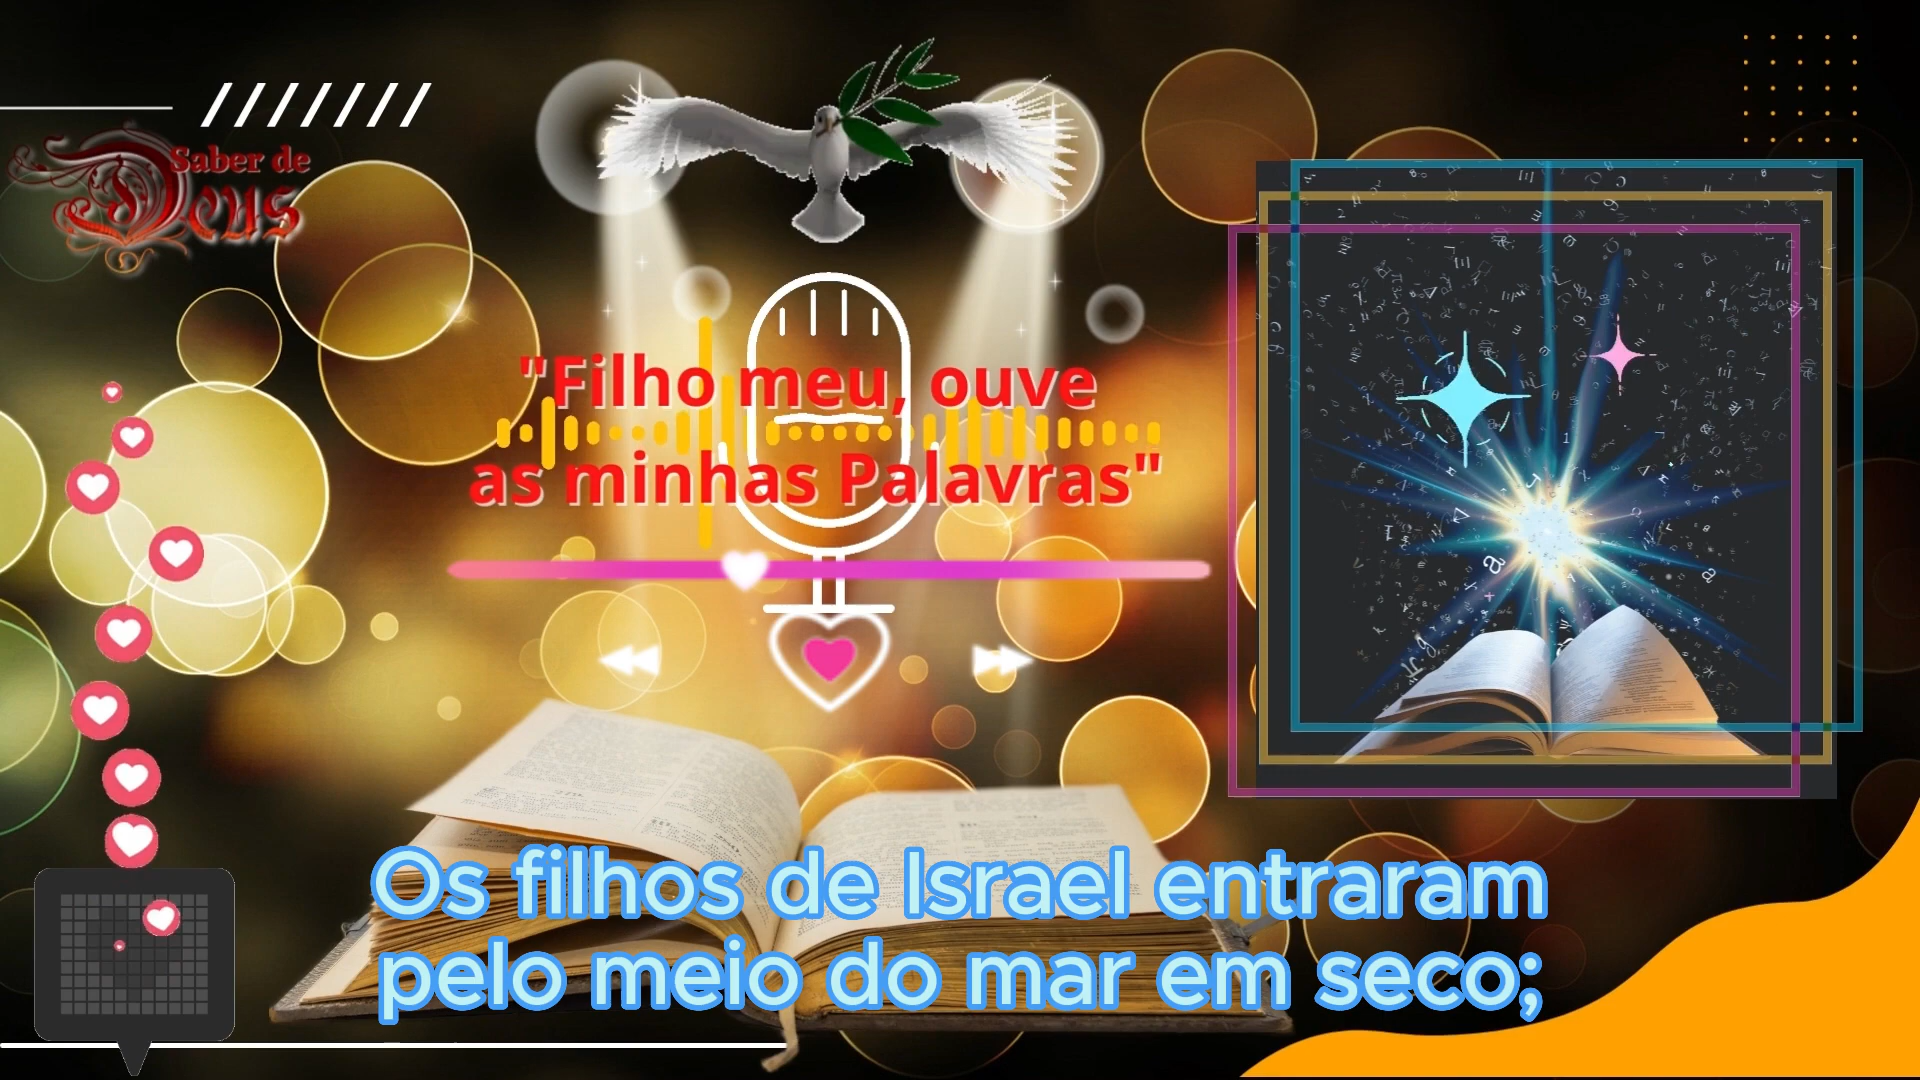 Saber de
Deus
"Filho meu, ouve
as minhas Palavras"
Os filhos de Israel entraram
pelo meio do mar em seco;